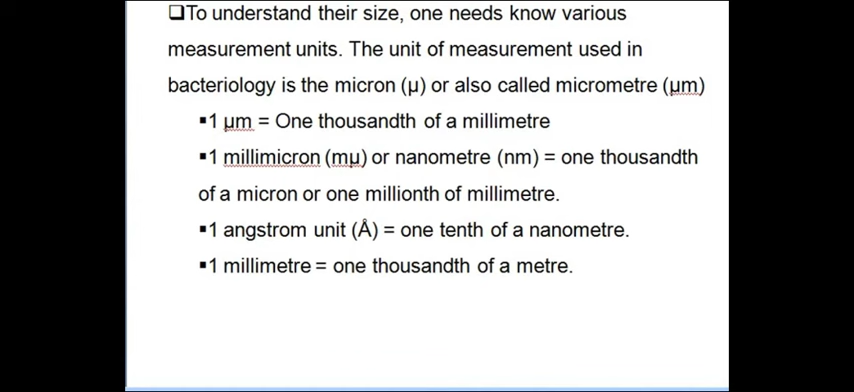 ❑To understand their size, one needs know various
measurement units. The unit of measurement used in
bacteriology is the micron (μ) or also called micrometre (μm)
▪1 μm = One thousandth of a millimetre
▪1 millimicron (mμ) or nanometre (nm) = one thousandth
of a micron or one millionth of millimetre.
▪1 angstrom unit (Å) = one tenth of a nanometre.
▪1 millimetre = one thousandth of a metre.